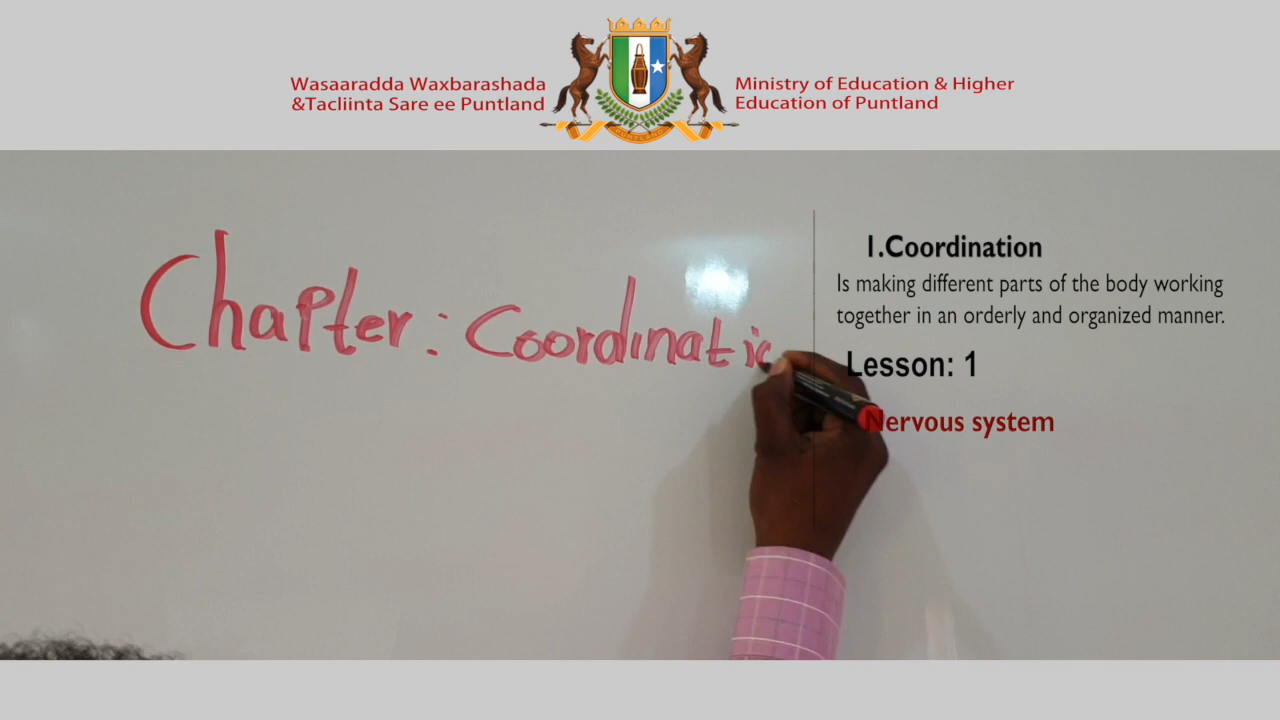 Wasaaradda Waxbarashada
&Tacliinta Sare ee Puntland
Ministry of Education & Higher
Education of Puntland
Chapter: Coordinatio
1.Coordination
Is making different parts of the body working
together in an orderly and organized manner.
Lesson: 1
Nervous system